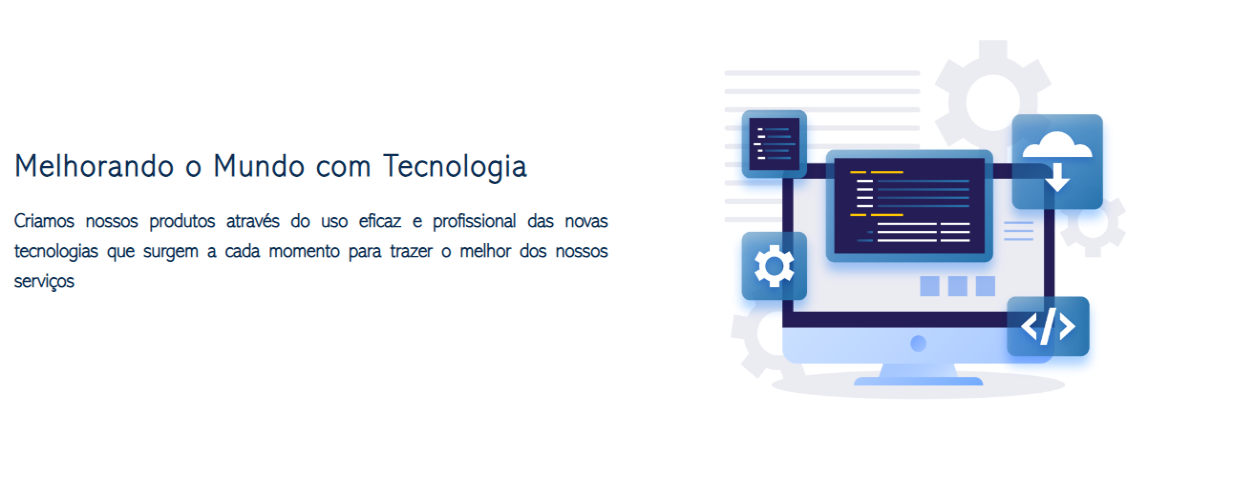 Melhorando o Mundo com Tecnologia
Criamos nossos produtos através do uso eficaz e profissional das novas
tecnologias que surgem a cada momento para trazer o melhor dos nossos
serviços
</>